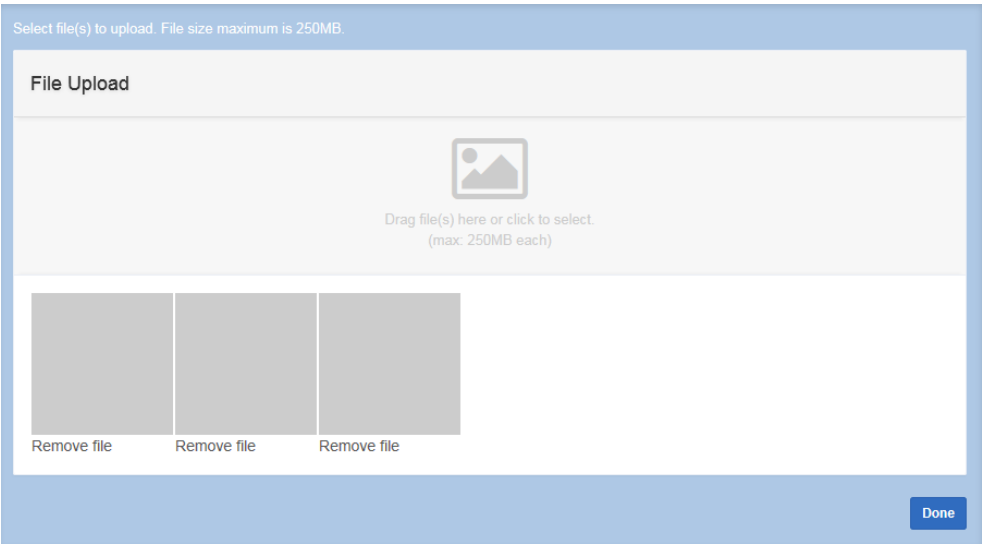 Select file(s) to upload. File size maximum is 250MB.
File Upload
Drag file(s) here or click to select.
(max: 250MB each)
Remove file Remove file Remove file
Done